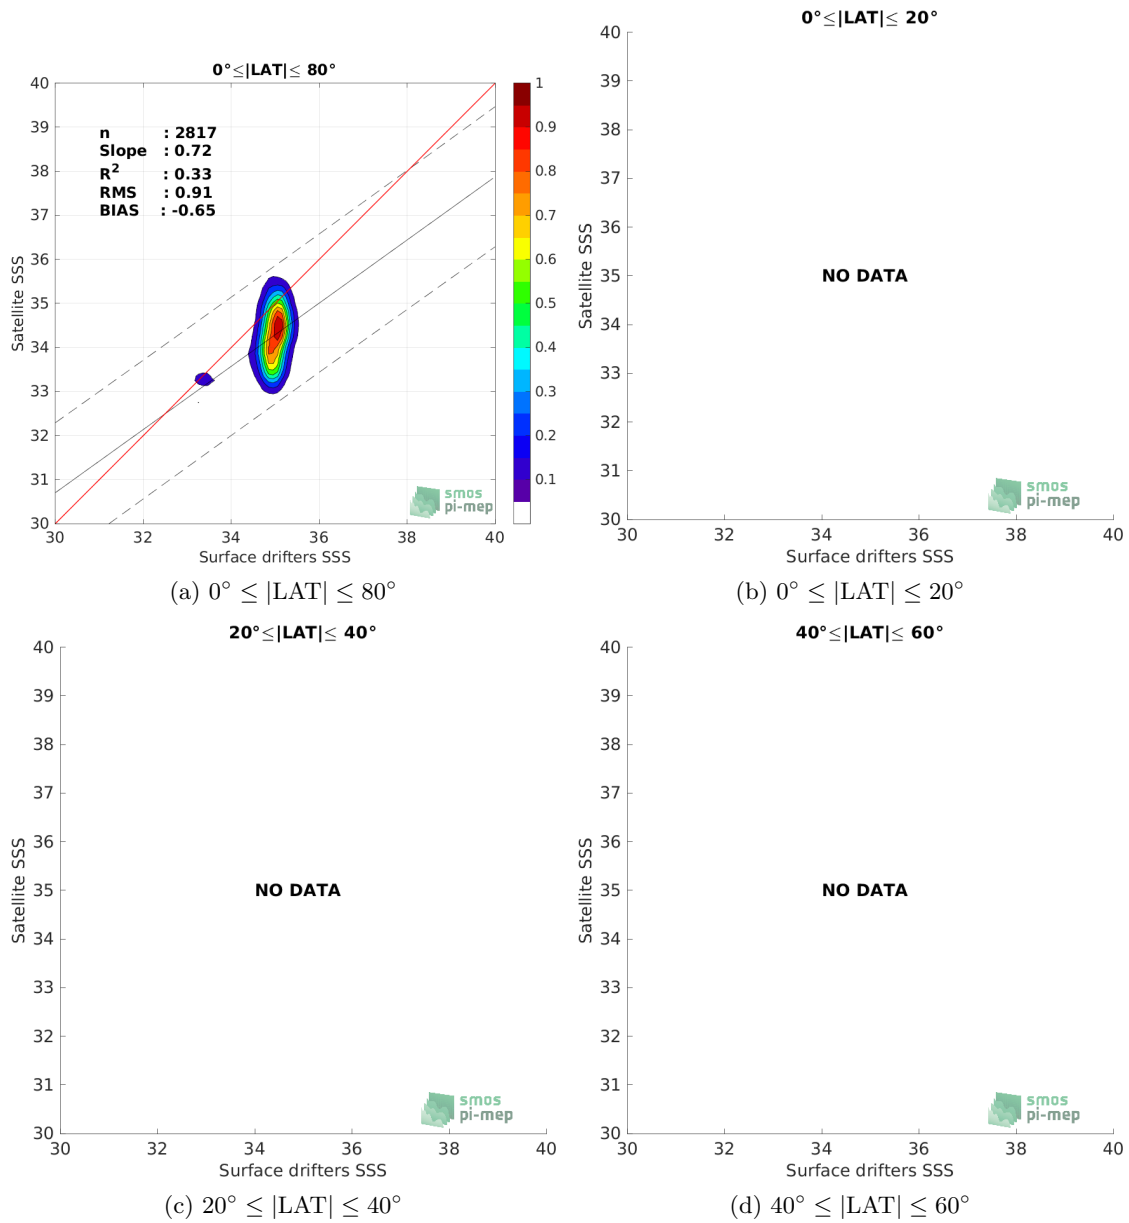 0°≤|LAT|≤ 80°
n : 2817
Slope : 0.72
R² : 0.33
RMS : 0.91
BIAS : -0.65
Satellite SSS
40
39
38
37
36
35
34
33
32
31
30
30 32 34 36 38 40
Surface drifters SSS
1
0.9
0.8
0.7
0.6
0.5
0.4
0.3
0.2
0.1
smos
pi-mep
(a) 0° ≤ |LAT| ≤ 80°
0°≤|LAT|≤ 20°
Satellite SSS
40
39
38
37
36
35
34
33
32
31
30
NO DATA
smos
pi-mep
30 32 34 36 38 40
Surface drifters SSS
(b) 0° ≤ |LAT| ≤ 20°
20°≤|LAT|≤ 40°
Satellite SSS
40
39
38
37
36
35
34
33
32
31
30
NO DATA
smos
pi-mep
30 32 34 36 38 40
Surface drifters SSS
(c) 20° ≤ |LAT| ≤ 40°
40°≤|LAT|≤ 60°
Satellite SSS
40
39
38
37
36
35
34
33
32
31
30
NO DATA
smos
pi-mep
30 32 34 36 38 40
Surface drifters SSS
(d) 40° ≤ |LAT| ≤ 60°